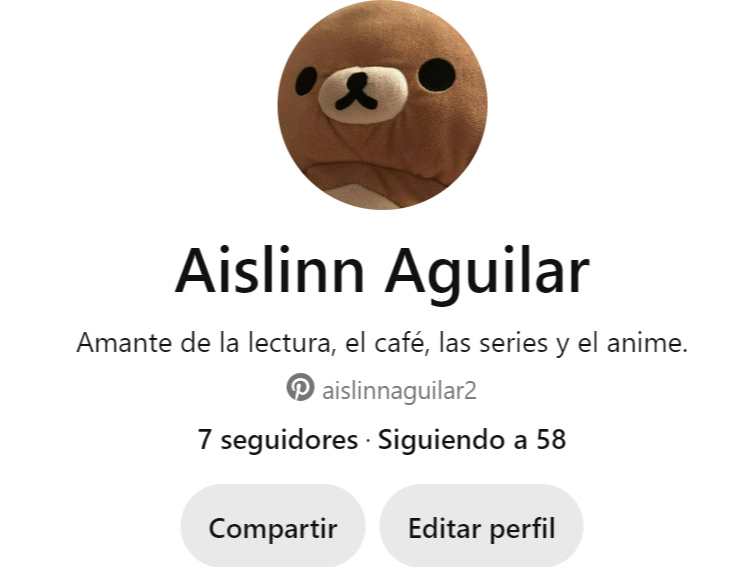 Aislinn Aguilar
Amante de la lectura, el café, las series y el anime.
aislinnaguilar2
7 seguidores · Siguiendo a 58
Compartir Editar perfil